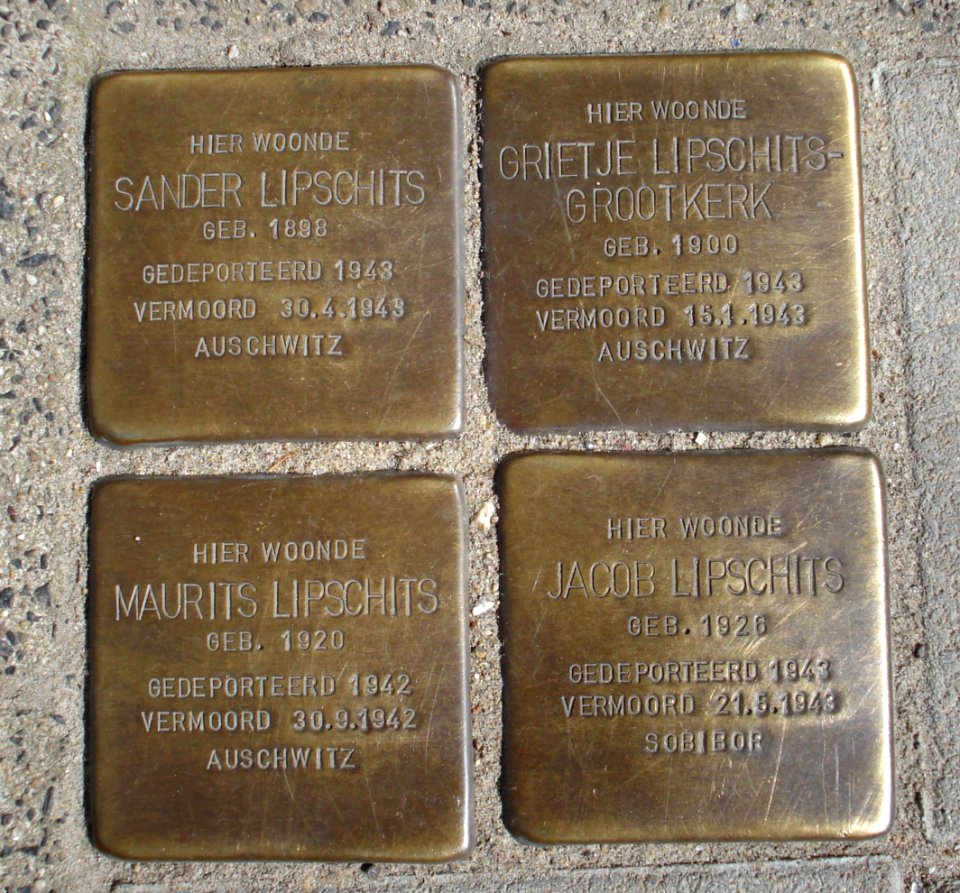 HIER WOONDE
SANDER LIPSCHITS
GEB. 1898
GEDEPORTEERD 1943
VERMOORD 30.4.1943
AUSCHWITZ
HIER WOONDE
GRIETJE LIPSCHITS-
GROOTKERK
GEB. 1900
GEDEPORTEERD 1943
VERMOORD 15.1.1943
AUSCHWITZ
HIER WOONDE
MAURITS LIPSCHITS
GEB. 1920
GEDEPORTEERD 1942
VERMOORD 30.9.1942
AUSCHWITZ
HIER WOONDE
JACOB LIPSCHITS
GEB. 1926
GEDEPORTEERD 1943
VERMOORD 21.5.1943
SOBIBOR